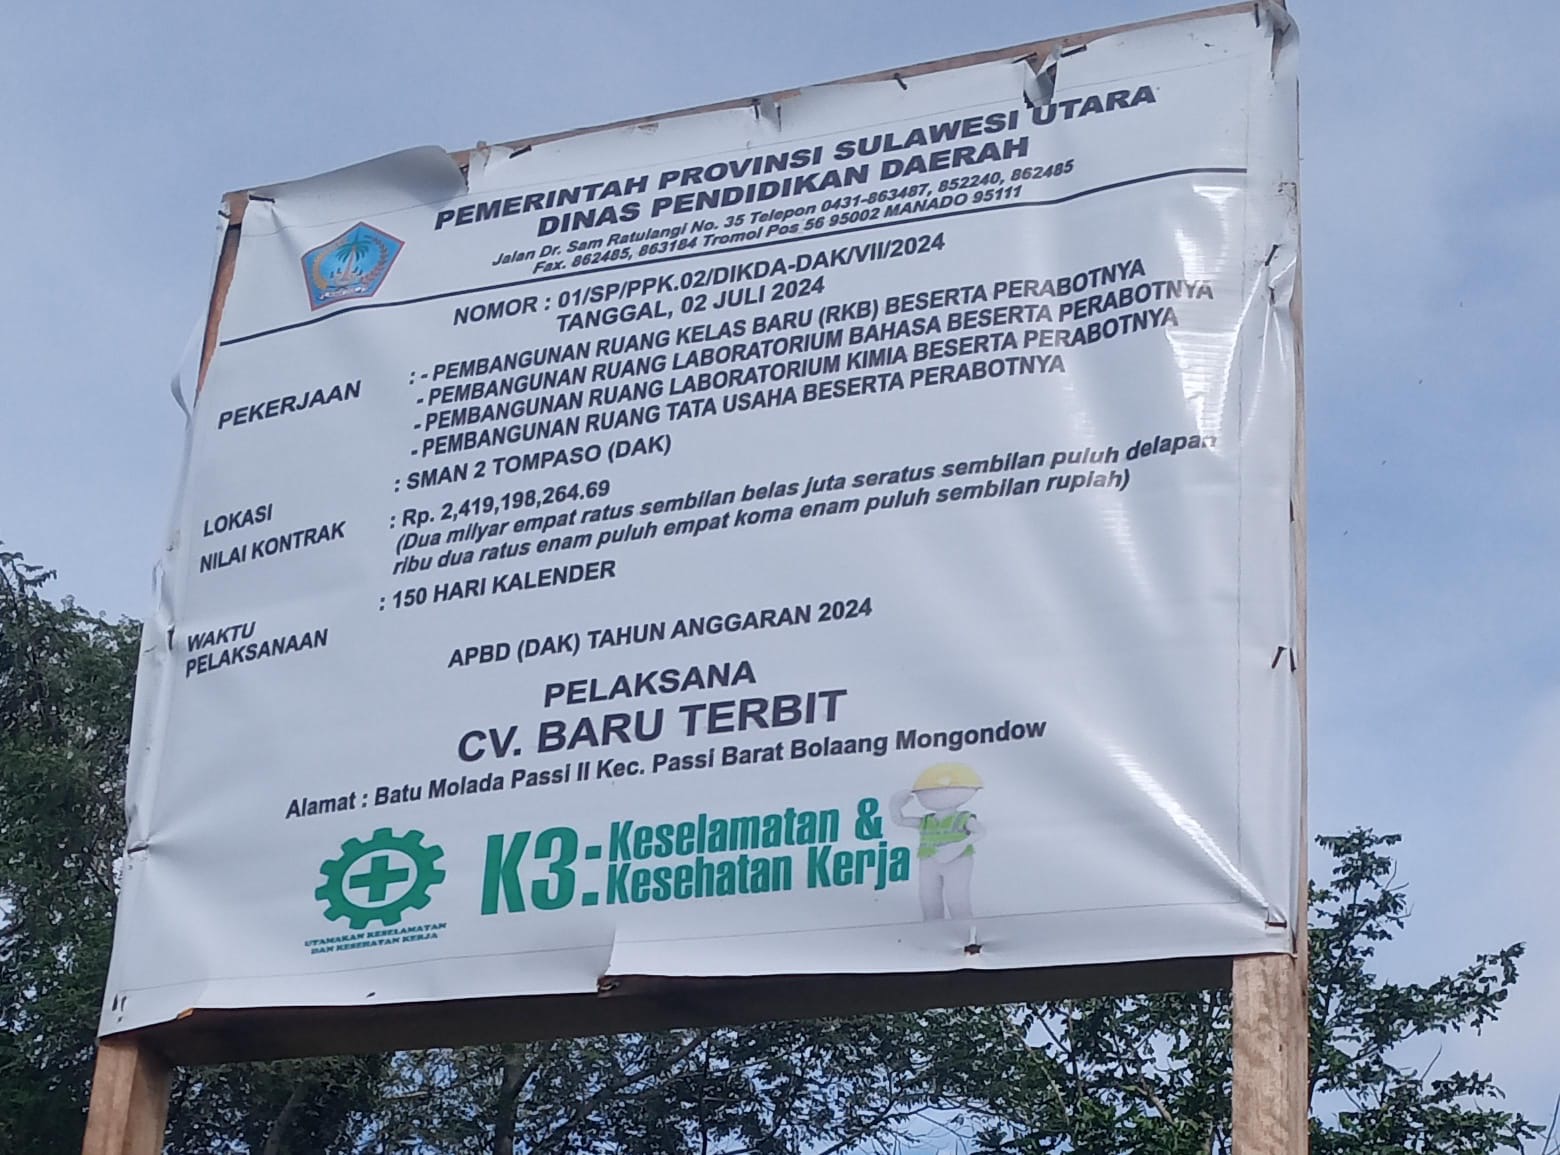 PEMERINTAH PROVINSI SULAWESI UTARA
DINAS PENDIDIKAN DAERAH
Jalan Dr. Sam Ratulangi No. 35 Telepon 0431-863487, 852240, 862485
Fax. 862485, 863184 Tromol Pos 56 95002 MANADO 95111
NOMOR : 01/SP/PPK.02/DIKDA-DAK/VII/2024
TANGGAL, 02 JULI 2024
PEKERJAAN : - PEMBANGUNAN RUANG KELAS BARU (RKB) BESERTA PERABOTNYA
- PEMBANGUNAN RUANG LABORATORIUM BAHASA BESERTA PERABOTNYA
- PEMBANGUNAN RUANG LABORATORIUM KIMIA BESERTA PERABOTNYA
- PEMBANGUNAN RUANG TATA USAHA BESERTA PERABOTNYA
LOKASI : SMAN 2 TOMPASO (DAK)
NILAI KONTRAK : Rp. 2,419,198,264.69
(Dua milyar empat ratus sembilan belas juta seratus sembilan puluh delapan
ribu dua ratus enam puluh empat koma enam puluh sembilan rupiah)
WAKTU
PELAKSANAAN : 150 HARI KALENDER
APBD (DAK) TAHUN ANGGARAN 2024
PELAKSANA
CV. BARU TERBIT
Alamat : Batu Molada Passi II Kec. Passi Barat Bolaang Mongondow
K3: Keselamatan &
Kesehatan Kerja
UTAMAKAN KESELAMATAN
DAN KESEHATAN KERJA